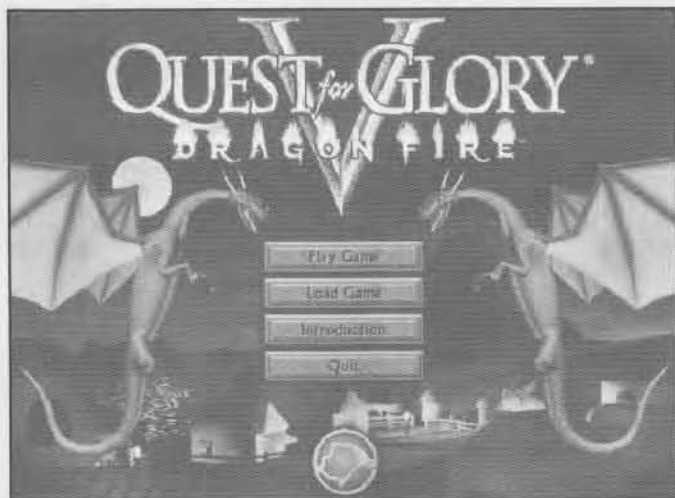 QUEST for GLORY®
V
DRAGON FIRE
Play Game
Load Game
Introduction
Quit